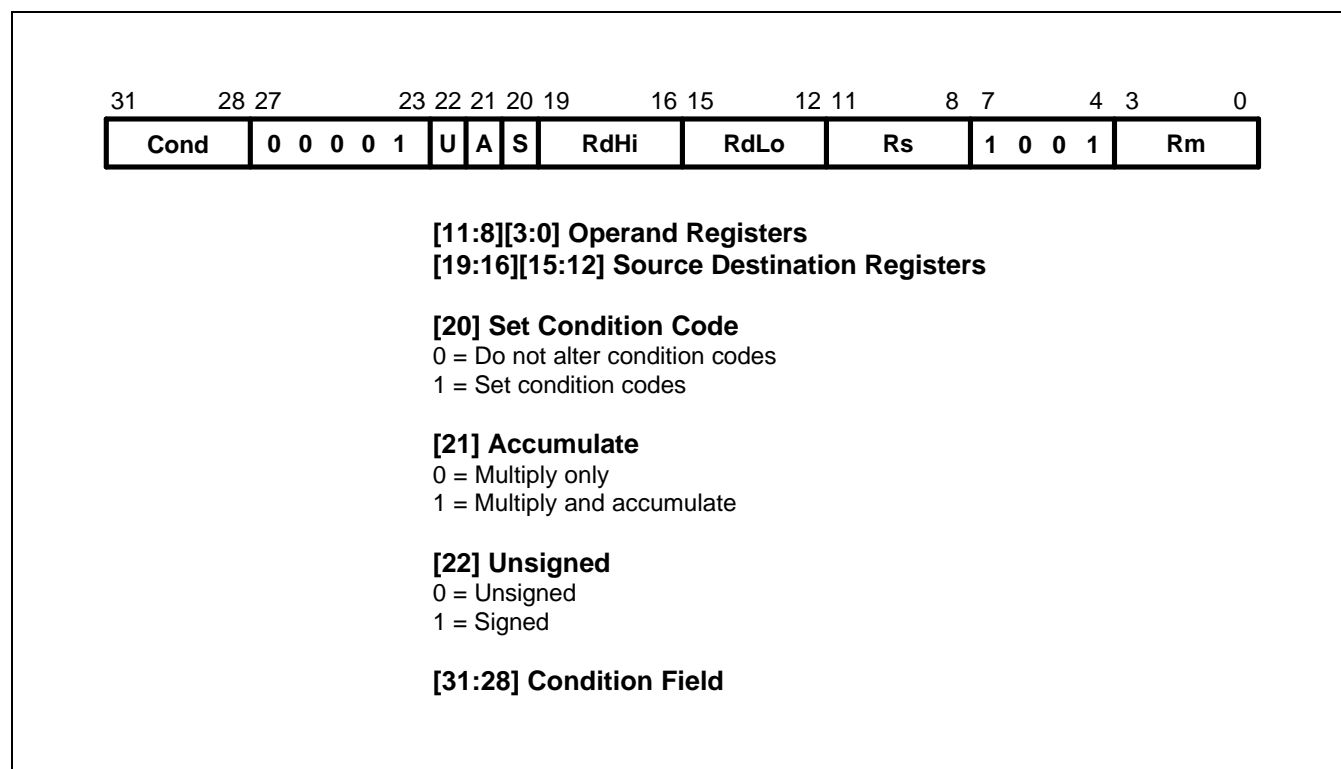 31 28 27 23 22 21 20 19 16 15 12 11 8 7 4 3 0
Cond 0 0 0 0 1 U A S RdHi RdLo Rs 1 0 0 1 Rm
[11:8][3:0] Operand Registers
[19:16][15:12] Source Destination Registers
[20] Set Condition Code
0 = Do not alter condition codes
1 = Set condition codes
[21] Accumulate
0 = Multiply only
1 = Multiply and accumulate
[22] Unsigned
0 = Unsigned
1 = Signed
[31:28] Condition Field